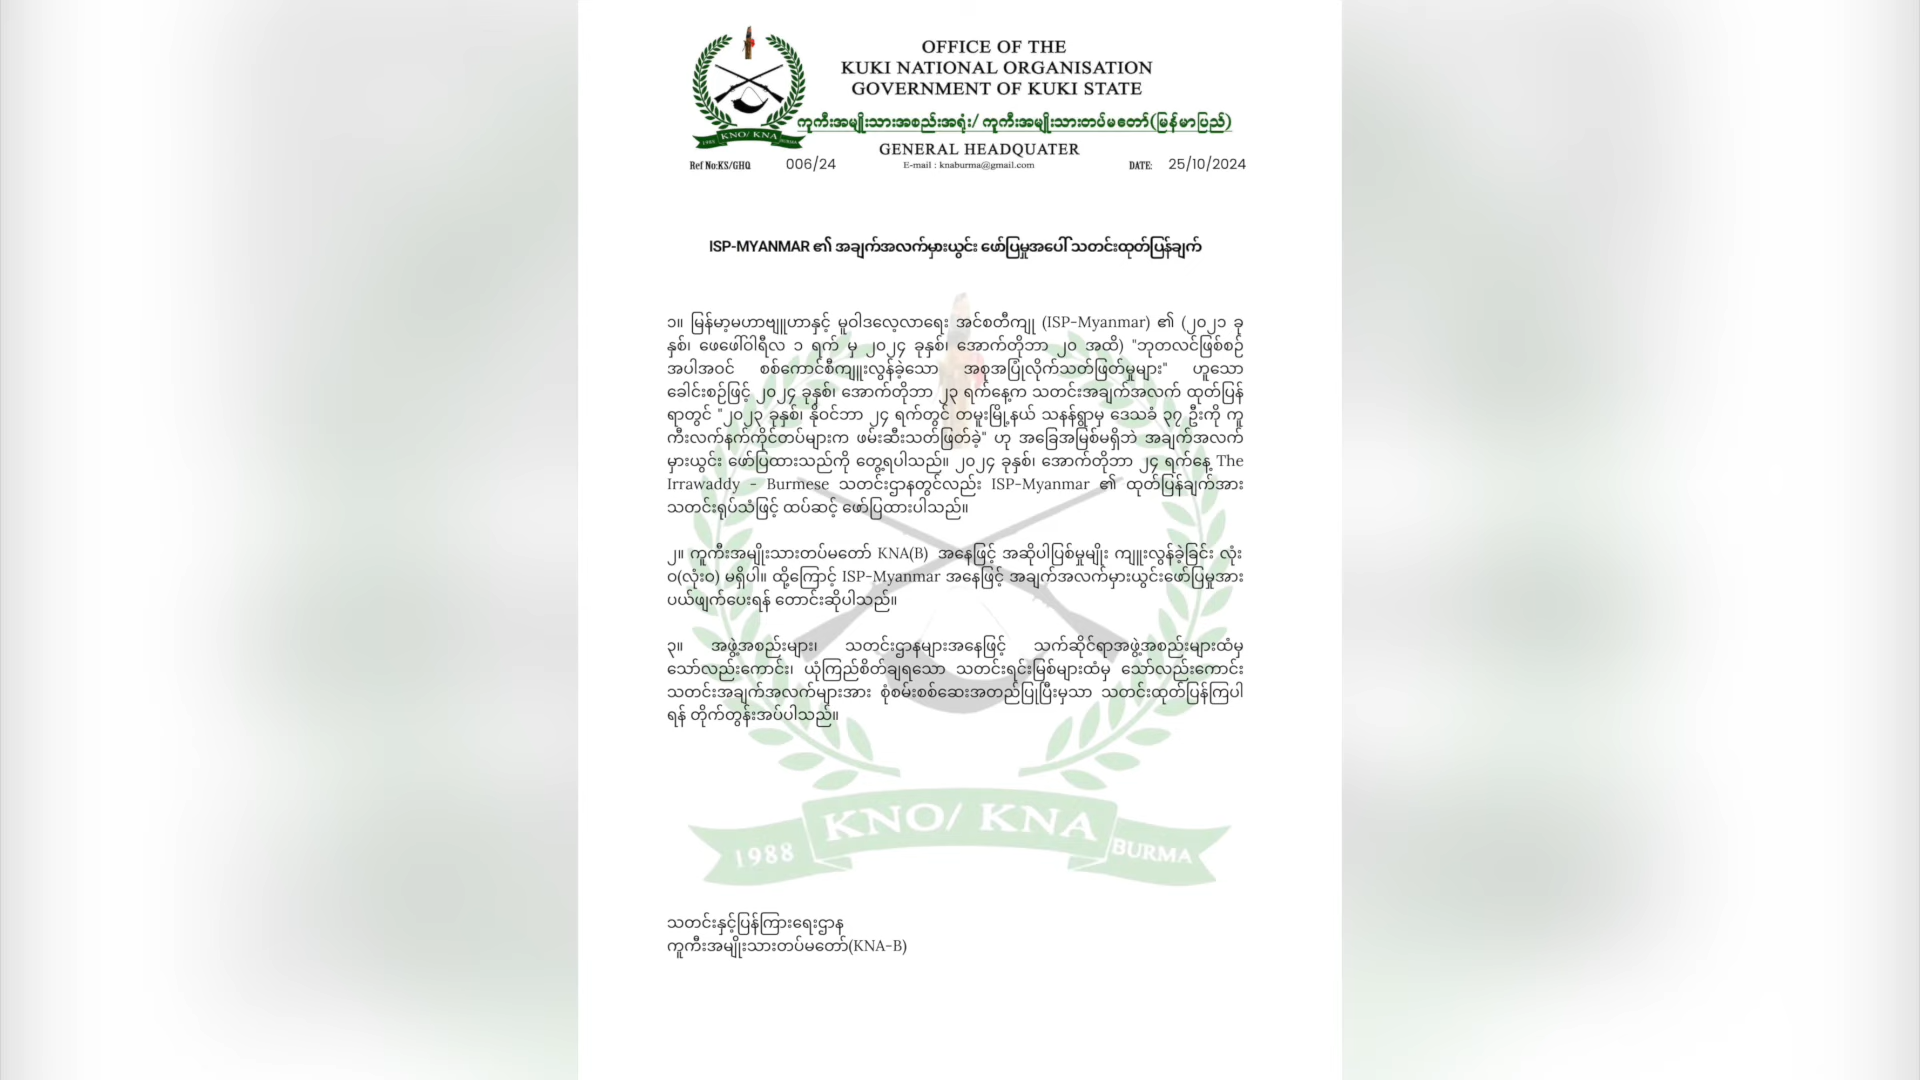 OFFICE OF THE
KUKI NATIONAL ORGANISATION
GOVERNMENT OF KUKI STATE
ကူကီးအမျိုးသားအစည်းအရုံး/ ကူကီးအမျိုးသားတပ်မတော်(မြန်မာပြည်)
GENERAL HEADQUATER
KNO/ KNA
1988 BURMA
Ref No:KS/GHQ 006/24 E-mail : knaburma@gmail.com DATE: 25/10/2024
ISP-MYANMAR ၏ အချက်အလက်မှားယွင်း ဖော်ပြမှုအပေါ် သတင်းထုတ်ပြန်ချက်
၁။ မြန်မာ့မဟာဗျူဟာနှင့် မူဝါဒလေ့လာရေး အင်စတီကျု (ISP-Myanmar) ၏ (၂၀၂၁ ခု
နှစ်၊ ဖေဖော်ဝါရီလ ၁ ရက် မှ ၂၀၂၄ ခုနှစ်၊ အောက်တိုဘာ ၂၀ အထိ) "ဘုတလင်ဖြစ်စဉ်
အပါအဝင် စစ်ကောင်စီကျူးလွန်ခဲ့သော အစုအပြုံလိုက်သတ်ဖြတ်မှုများ" ဟူသော
ခေါင်းစဉ်ဖြင့် ၂၀၂၄ ခုနှစ်၊ အောက်တိုဘာ ၂၃ ရက်နေ့က သတင်းအချက်အလက် ထုတ်ပြန်
ရာတွင် "၂၀၂၃ ခုနှစ်၊ နိုဝင်ဘာ ၂၄ ရက်တွင် တမူးမြို့နယ် သနန်ရွာမှ ဒေသခံ ၃၇ ဦးကို ကူ
ကီးလက်နက်ကိုင်တပ်များက ဖမ်းဆီးသတ်ဖြတ်ခဲ့" ဟု အခြေအမြစ်မရှိဘဲ အချက်အလက်
မှားယွင်း ဖော်ပြထားသည်ကို တွေ့ရပါသည်။ ၂၀၂၄ ခုနှစ်၊ အောက်တိုဘာ ၂၄ ရက်နေ့ The
Irrawaddy - Burmese သတင်းဌာနတွင်လည်း ISP-Myanmar ၏ ထုတ်ပြန်ချက်အား
သတင်းရုပ်သံဖြင့် ထပ်ဆင့် ဖော်ပြထားပါသည်။
၂။ ကူကီးအမျိုးသားတပ်မတော် KNA(B) အနေဖြင့် အဆိုပါပြစ်မှုမျိုး ကျူးလွန်ခဲ့ခြင်း လုံး
ဝ(လုံးဝ) မရှိပါ။ ထို့ကြောင့် ISP-Myanmar အနေဖြင့် အချက်အလက်မှားယွင်းဖော်ပြမှုအား
ပယ်ဖျက်ပေးရန် တောင်းဆိုပါသည်။
၃။ အဖွဲ့အစည်းများ၊ သတင်းဌာနများအနေဖြင့် သက်ဆိုင်ရာအဖွဲ့အစည်းများထံမှ
သော်လည်းကောင်း၊ ယုံကြည်စိတ်ချရသော သတင်းရင်းမြစ်များထံမှ သော်လည်းကောင်း
သတင်းအချက်အလက်များအား စုံစမ်းစစ်ဆေးအတည်ပြုပြီးမှသာ သတင်းထုတ်ပြန်ကြပါ
ရန် တိုက်တွန်းအပ်ပါသည်။
KNO/ KNA
1988 BURMA
သတင်းနှင့်ပြန်ကြားရေးဌာန
ကူကီးအမျိုးသားတပ်မတော်(KNA-B)